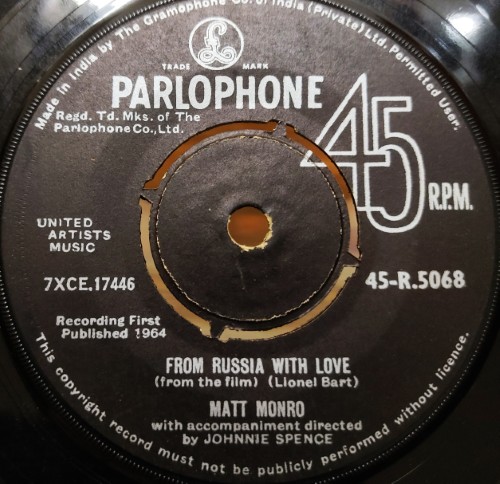 Made in India by The Gramophone Co. of India (Private) Ltd. Permitted User.
TRADE MARK
PARLOPHONE
Regd. Td. Mks. of The
Parlophone Co., Ltd.
45
R.P.M.
UNITED
ARTISTS
MUSIC
7XCE.17446
45-R.5068
Recording First
Published 1964
FROM RUSSIA WITH LOVE
(from the film) (Lionel Bart)
MATT MONRO
with accompaniment directed
by JOHNNIE SPENCE
This copyright record must not be publicly performed without licence.